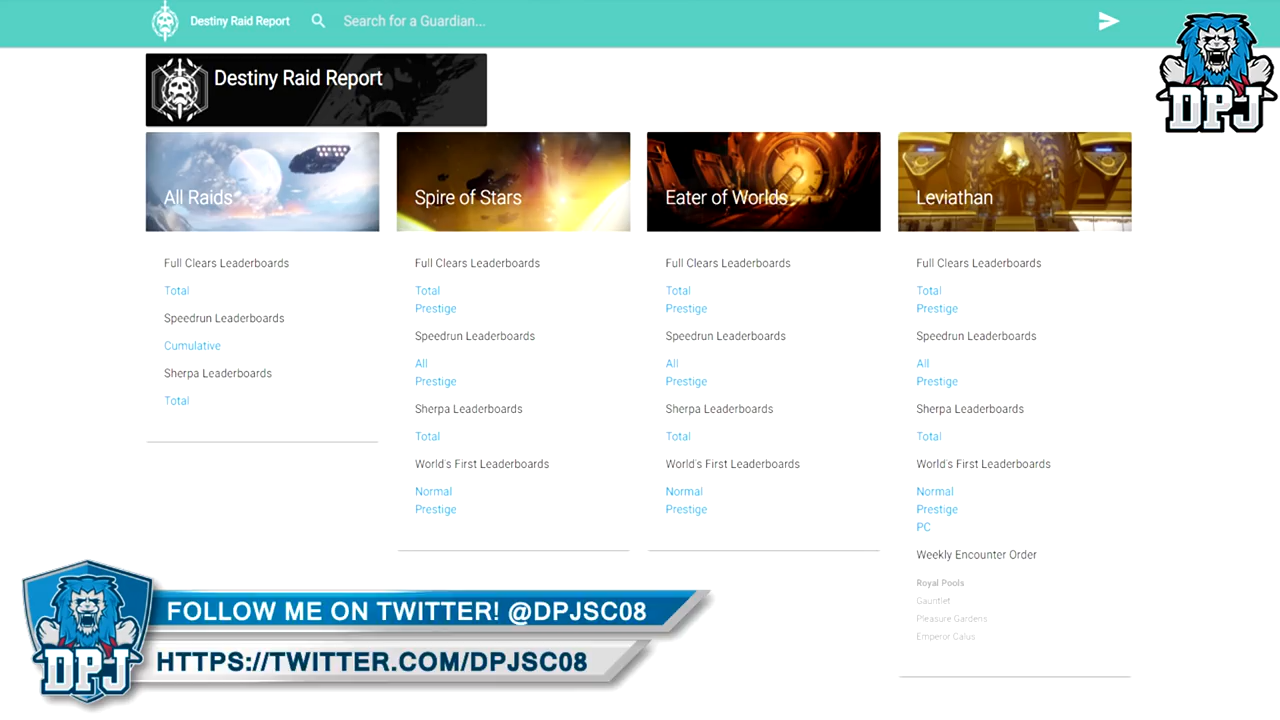 Destiny Raid Report
Search for a Guardian...
DPJ
Destiny Raid Report
All Raids
Full Clears Leaderboards
Total
Speedrun Leaderboards
Cumulative
Sherpa Leaderboards
Total
Spire of Stars
Full Clears Leaderboards
Total
Prestige
Speedrun Leaderboards
All
Prestige
Sherpa Leaderboards
Total
World's First Leaderboards
Normal
Prestige
Eater of Worlds
Full Clears Leaderboards
Total
Prestige
Speedrun Leaderboards
All
Prestige
Sherpa Leaderboards
Total
World's First Leaderboards
Normal
Prestige
Leviathan
Full Clears Leaderboards
Total
Prestige
Speedrun Leaderboards
All
Prestige
Sherpa Leaderboards
Total
World's First Leaderboards
Normal
Prestige
PC
Weekly Encounter Order
Royal Pools
Gauntlet
Pleasure Gardens
Emperor Calus
DPJ
FOLLOW ME ON TWITTER! @DPJSC08
HTTPS://TWITTER.COM/DPJSC08